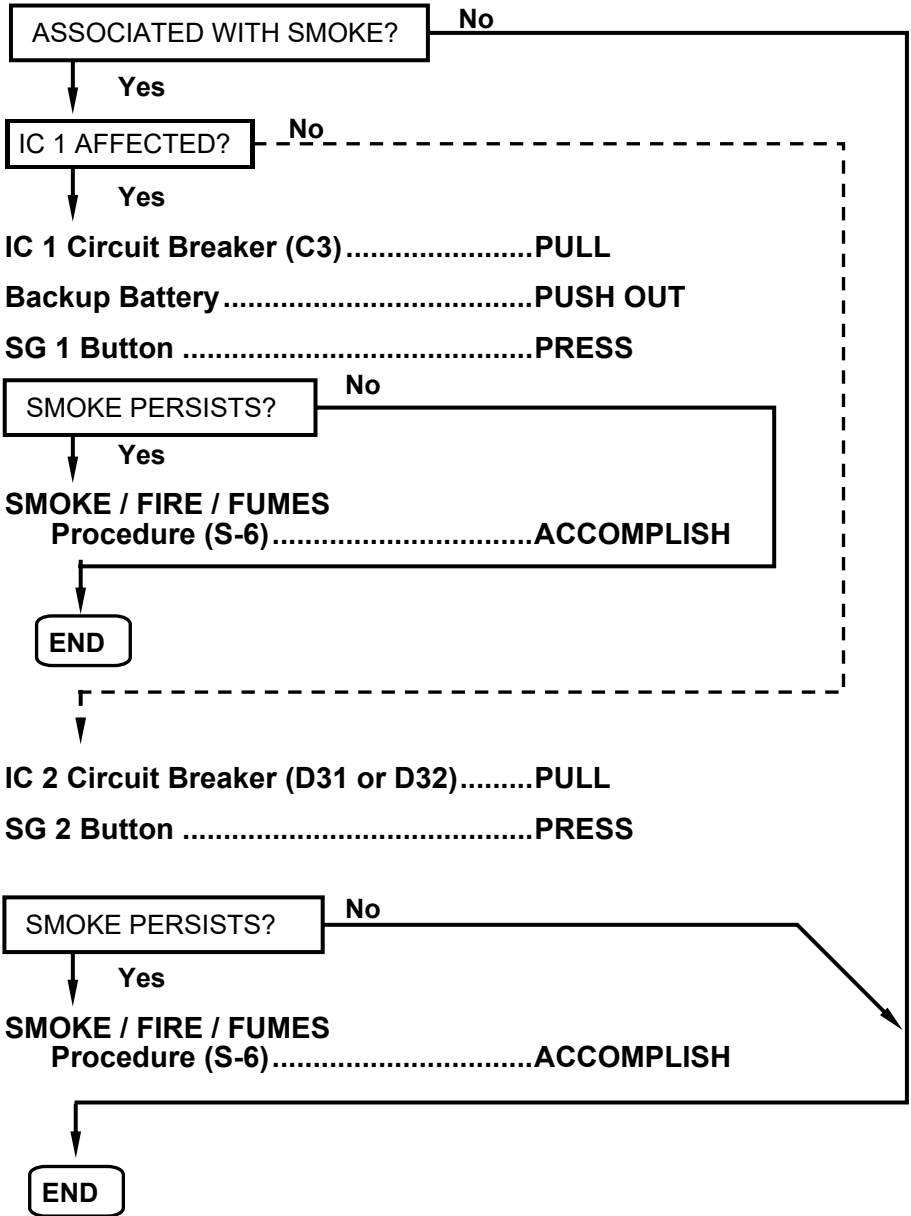 ASSOCIATED WITH SMOKE? No
Yes
IC 1 AFFECTED? No
Yes
IC 1 Circuit Breaker (C3).......................PULL
Backup Battery.....................................PUSH OUT
SG 1 Button ..........................................PRESS
SMOKE PERSISTS? No
Yes
SMOKE / FIRE / FUMES
Procedure (S-6)...............................ACCOMPLISH
END
IC 2 Circuit Breaker (D31 or D32).........PULL
SG 2 Button ..........................................PRESS
SMOKE PERSISTS? No
Yes
SMOKE / FIRE / FUMES
Procedure (S-6)...............................ACCOMPLISH
END